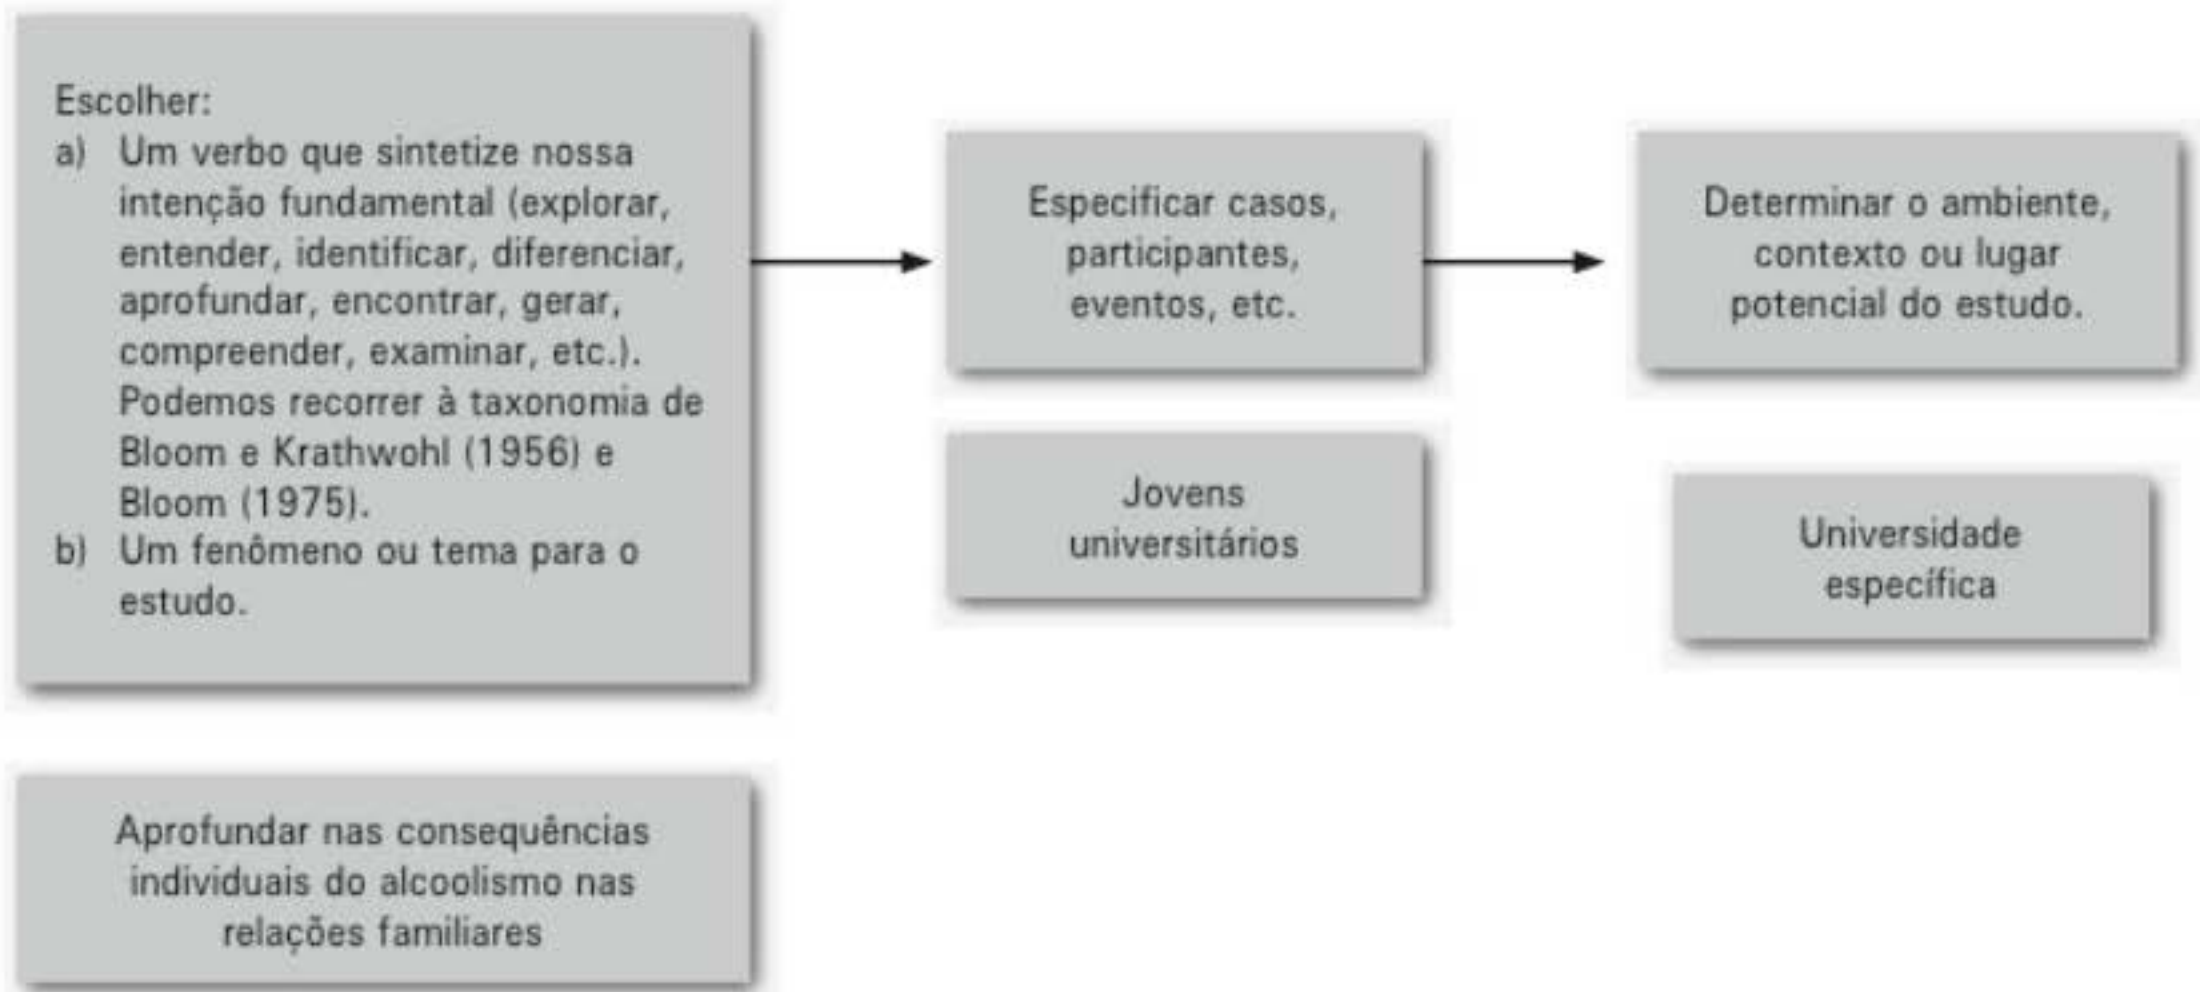 Escolher:
a) Um verbo que sintetize nossa
intenção fundamental (explorar,
entender, identificar, diferenciar,
aprofundar, encontrar, gerar,
compreender, examinar, etc.).
Podemos recorrer à taxonomia de
Bloom e Krathwohl (1956) e
Bloom (1975).
b) Um fenômeno ou tema para o
estudo.
Aprofundar nas consequências
individuais do alcoolismo nas
relações familiares
Especificar casos,
participantes,
eventos, etc.
Jovens
universitários
Determinar o ambiente,
contexto ou lugar
potencial do estudo.
Universidade
específica